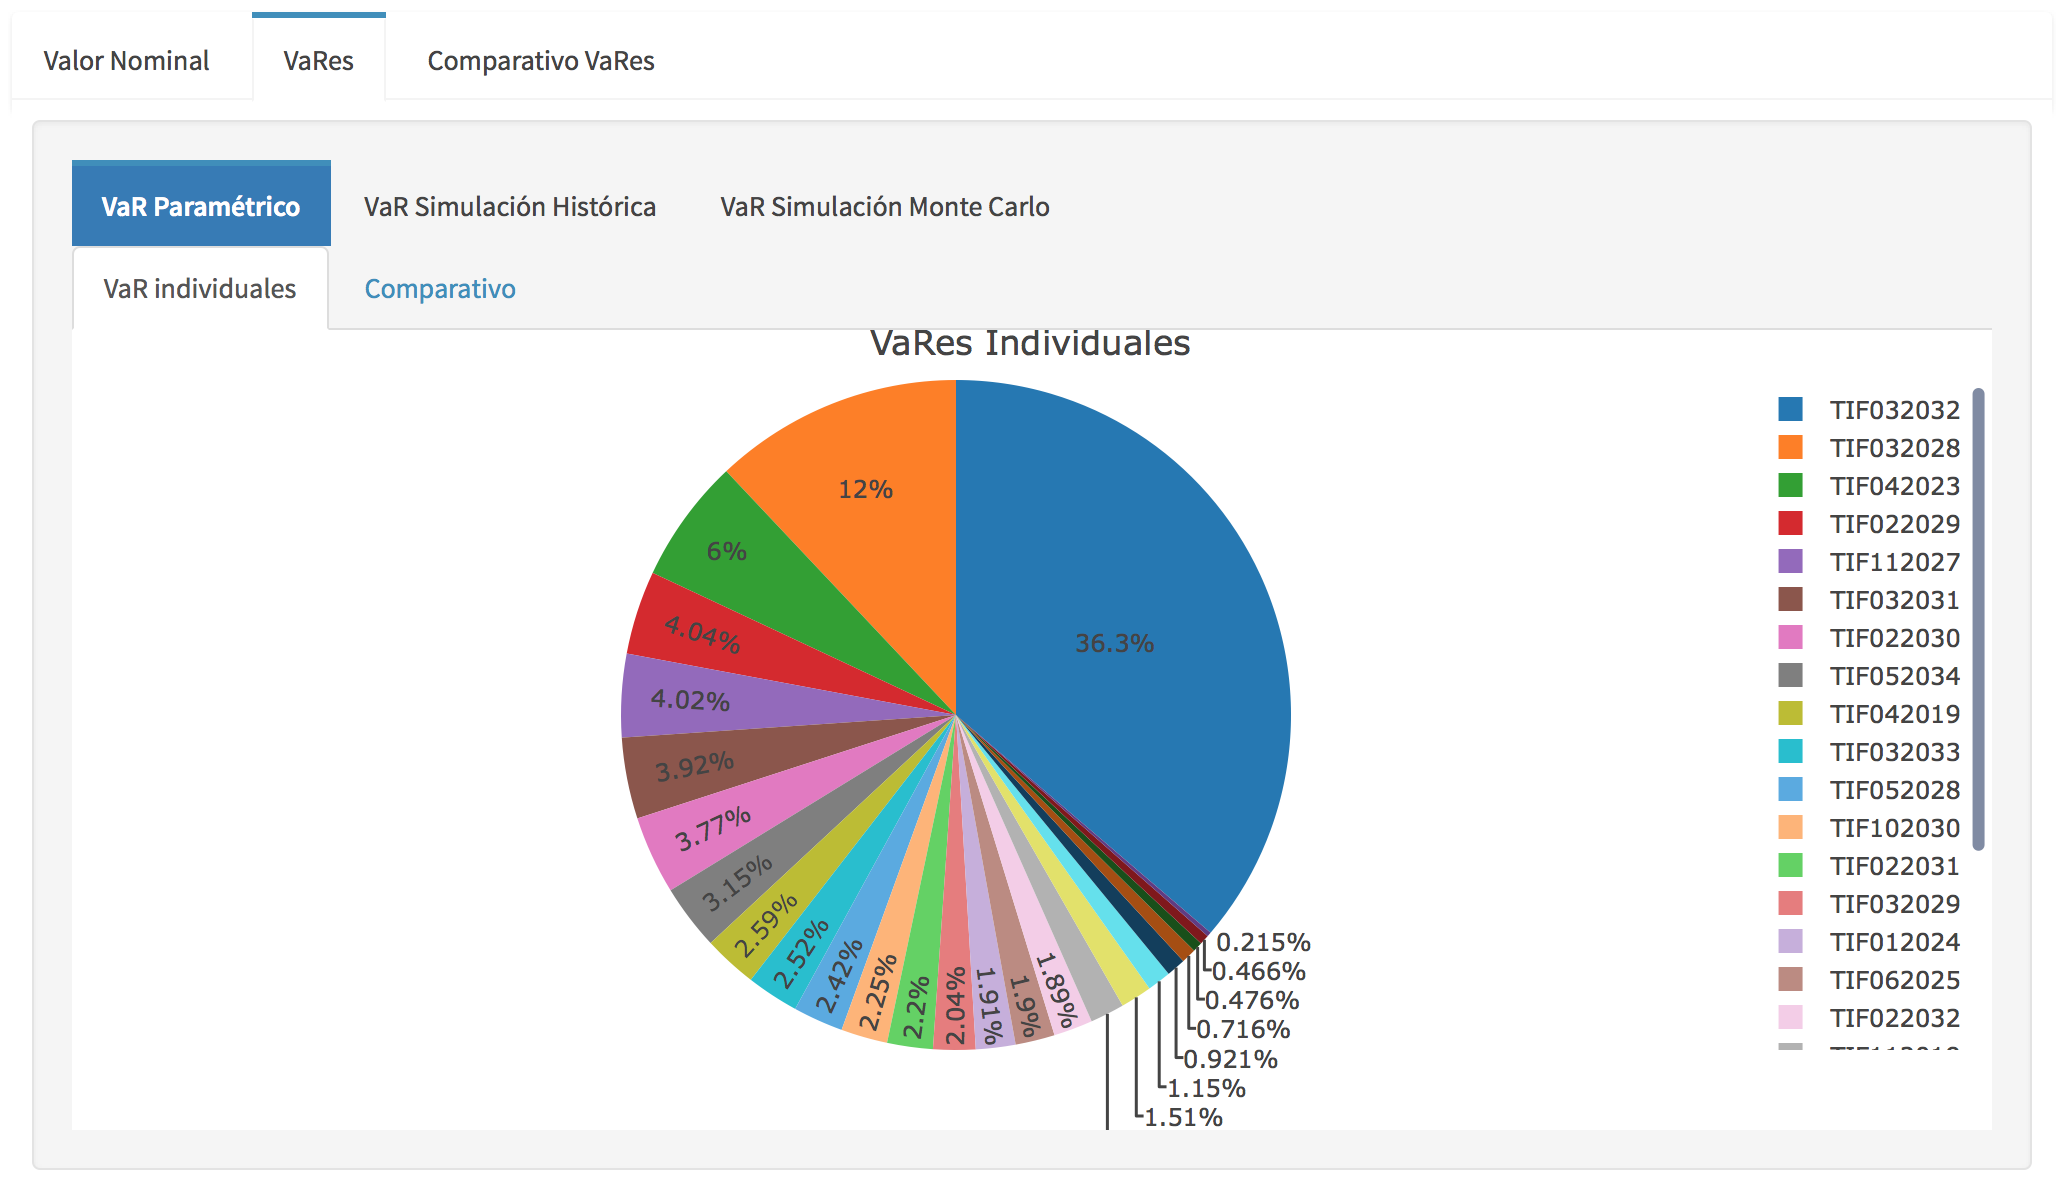 Valor Nominal VaRes Comparativo VaRes
VaR Paramétrico VaR Simulación Histórica VaR Simulación Monte Carlo
VaR individuales Comparativo
VaRes Individuales
36.3%
12%
6%
4.04%
4.02%
3.92%
3.77%
3.15%
2.59%
2.52%
2.42%
2.25%
2.2%
2.04%
1.91%
1.9%
1.89%
0.215%
0.466%
0.476%
0.716%
0.921%
1.15%
1.51%
TIF032032
TIF032028
TIF042023
TIF022029
TIF112027
TIF032031
TIF022030
TIF052034
TIF042019
TIF032033
TIF052028
TIF102030
TIF022031
TIF032029
TIF012024
TIF062025
TIF022032